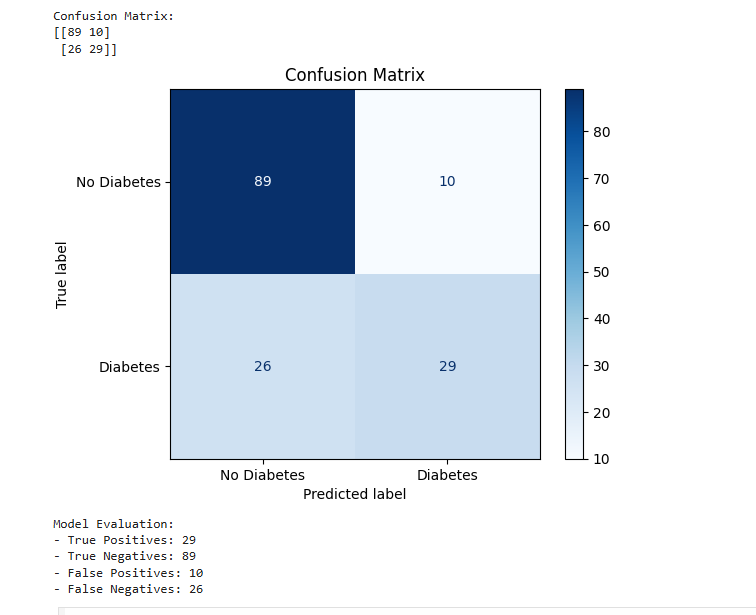 Confusion Matrix:
[[89 10]
 [26 29]]
Confusion Matrix
No Diabetes
89
10
80
70
60
50
40
30
20
10
True label
Diabetes
26
29
No Diabetes
Diabetes
Predicted label
Model Evaluation:
- True Positives: 29
- True Negatives: 89
- False Positives: 10
- False Negatives: 26